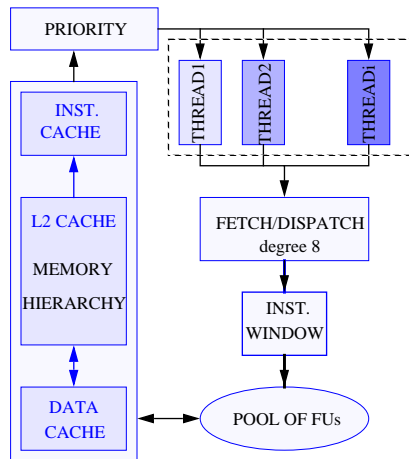 PRIORITY
INST.
CACHE
L2 CACHE
MEMORY
HIERARCHY
DATA
CACHE
THREAD1
THREAD2
THREADi
FETCH/DISPATCH
degree 8
INST.
WINDOW
POOL OF FUs